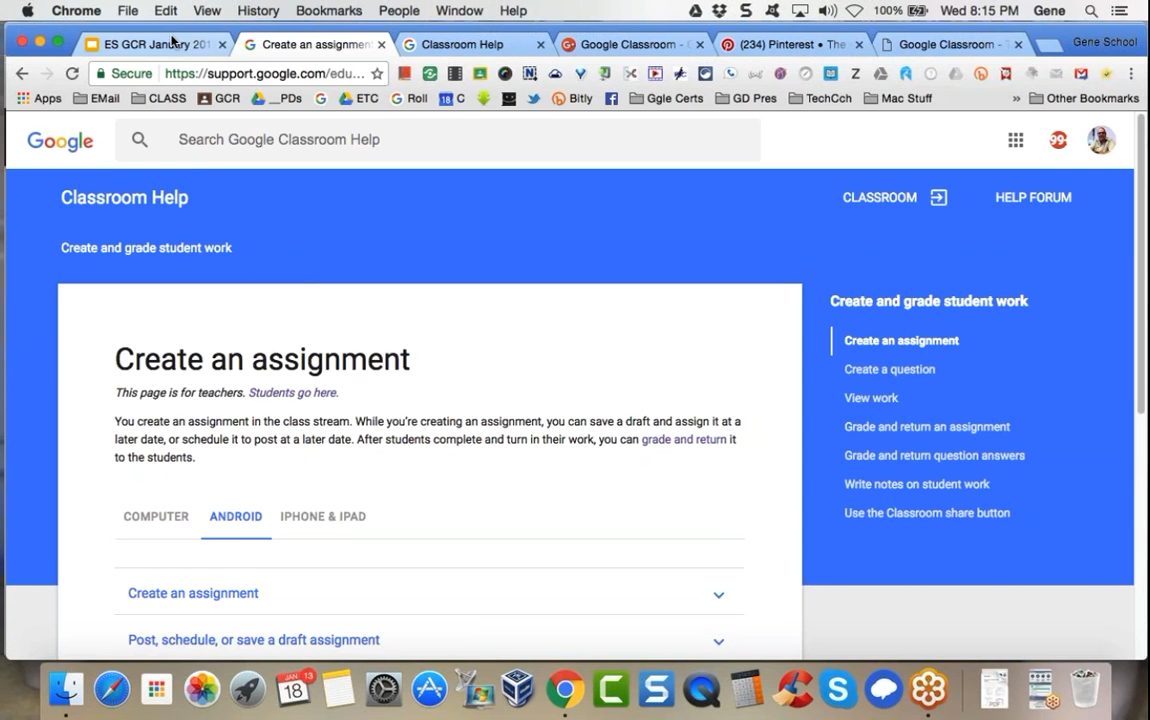 Chrome File Edit View History Bookmarks People Window Help 100% Wed 8:15 PM Gene
ES GCR January 201 Create an assignmen Classroom Help Google Classroom - (234) Pinterest • The Google Classroom - Gene School
Secure https://support.google.com/edu...
Apps EMail CLASS GCR __PDs ETC Roll C Bitly Ggle Certs GD Pres TechCch Mac Stuff » Other Bookmarks
Google Search Google Classroom Help 99+
Classroom Help CLASSROOM HELP FORUM
Create and grade student work
Create an assignment
This page is for teachers. Students go here.
You create an assignment in the class stream. While you're creating an assignment, you can save a draft and assign it at a
later date, or schedule it to post at a later date. After students complete and turn in their work, you can grade and return it
to the students.
COMPUTER ANDROID IPHONE & IPAD
Create an assignment
Post, schedule, or save a draft assignment
Create and grade student work
Create an assignment
Create a question
View work
Grade and return an assignment
Grade and return question answers
Write notes on student work
Use the Classroom share button
JAN 13
18